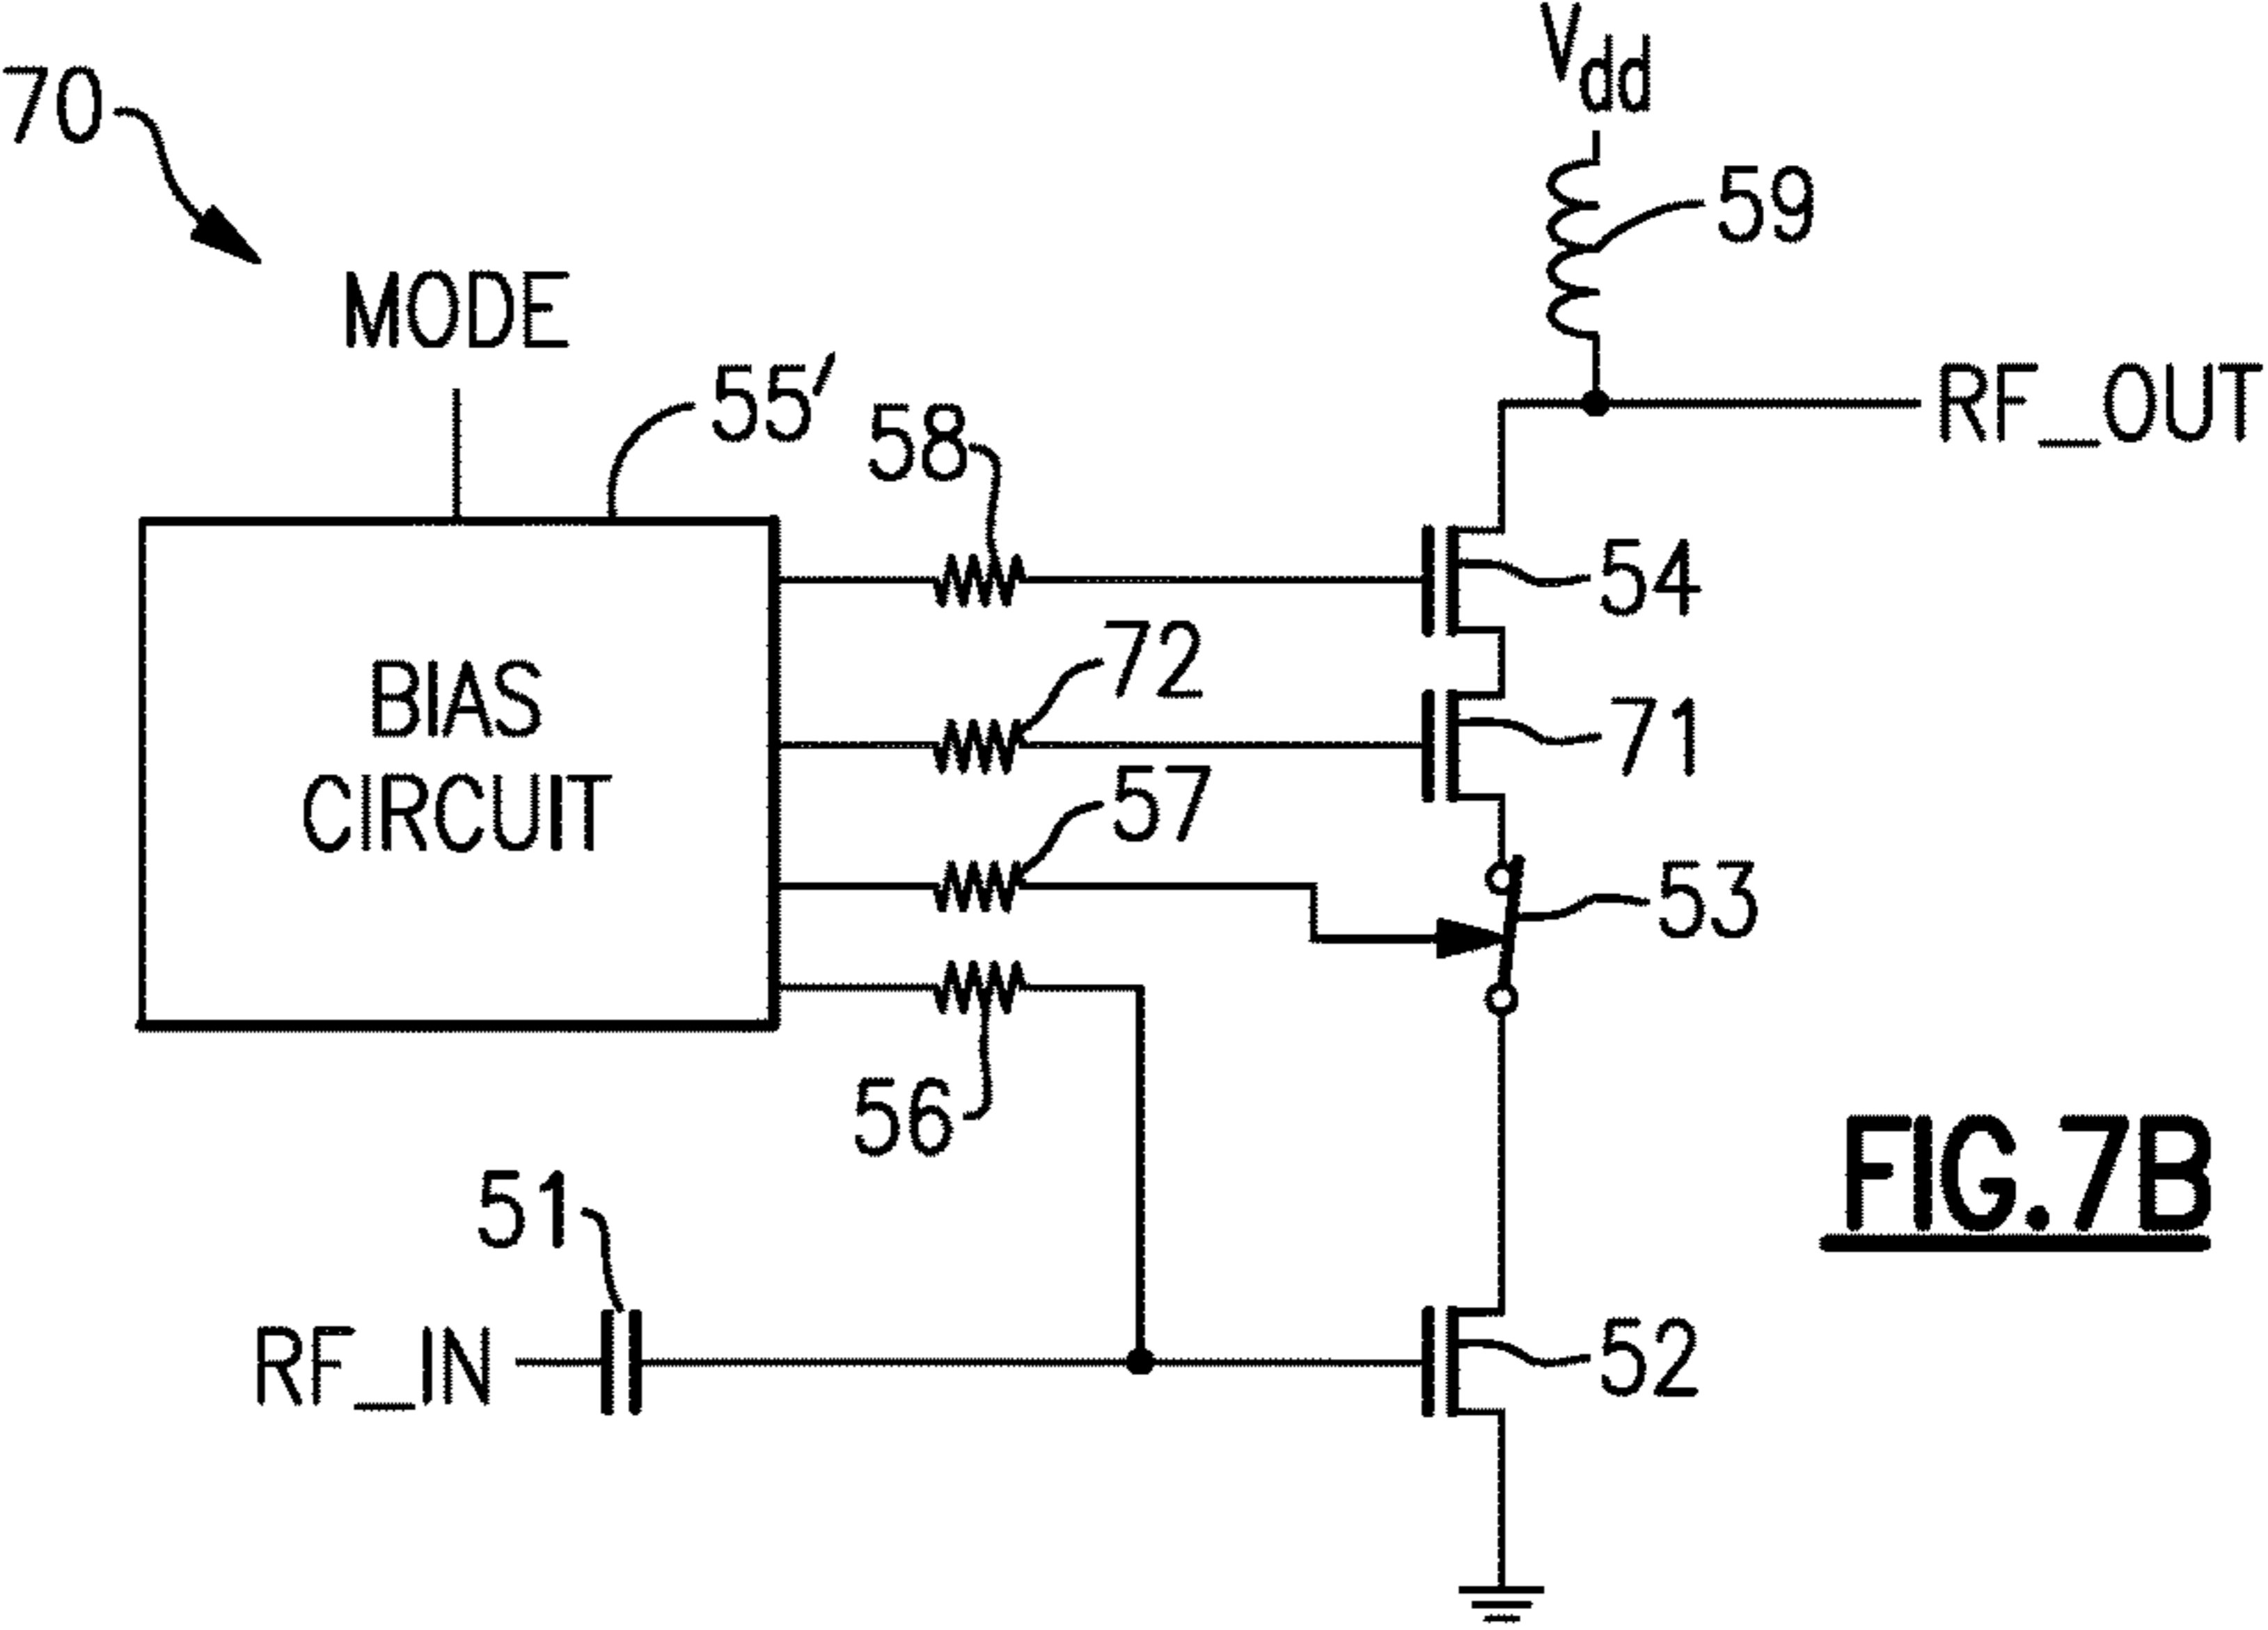 Vdd
70
59
MODE
55'
58
RF_OUT
54
72
71
BIAS
CIRCUIT
57
53
56
FIG.7B
51
RF_IN
52